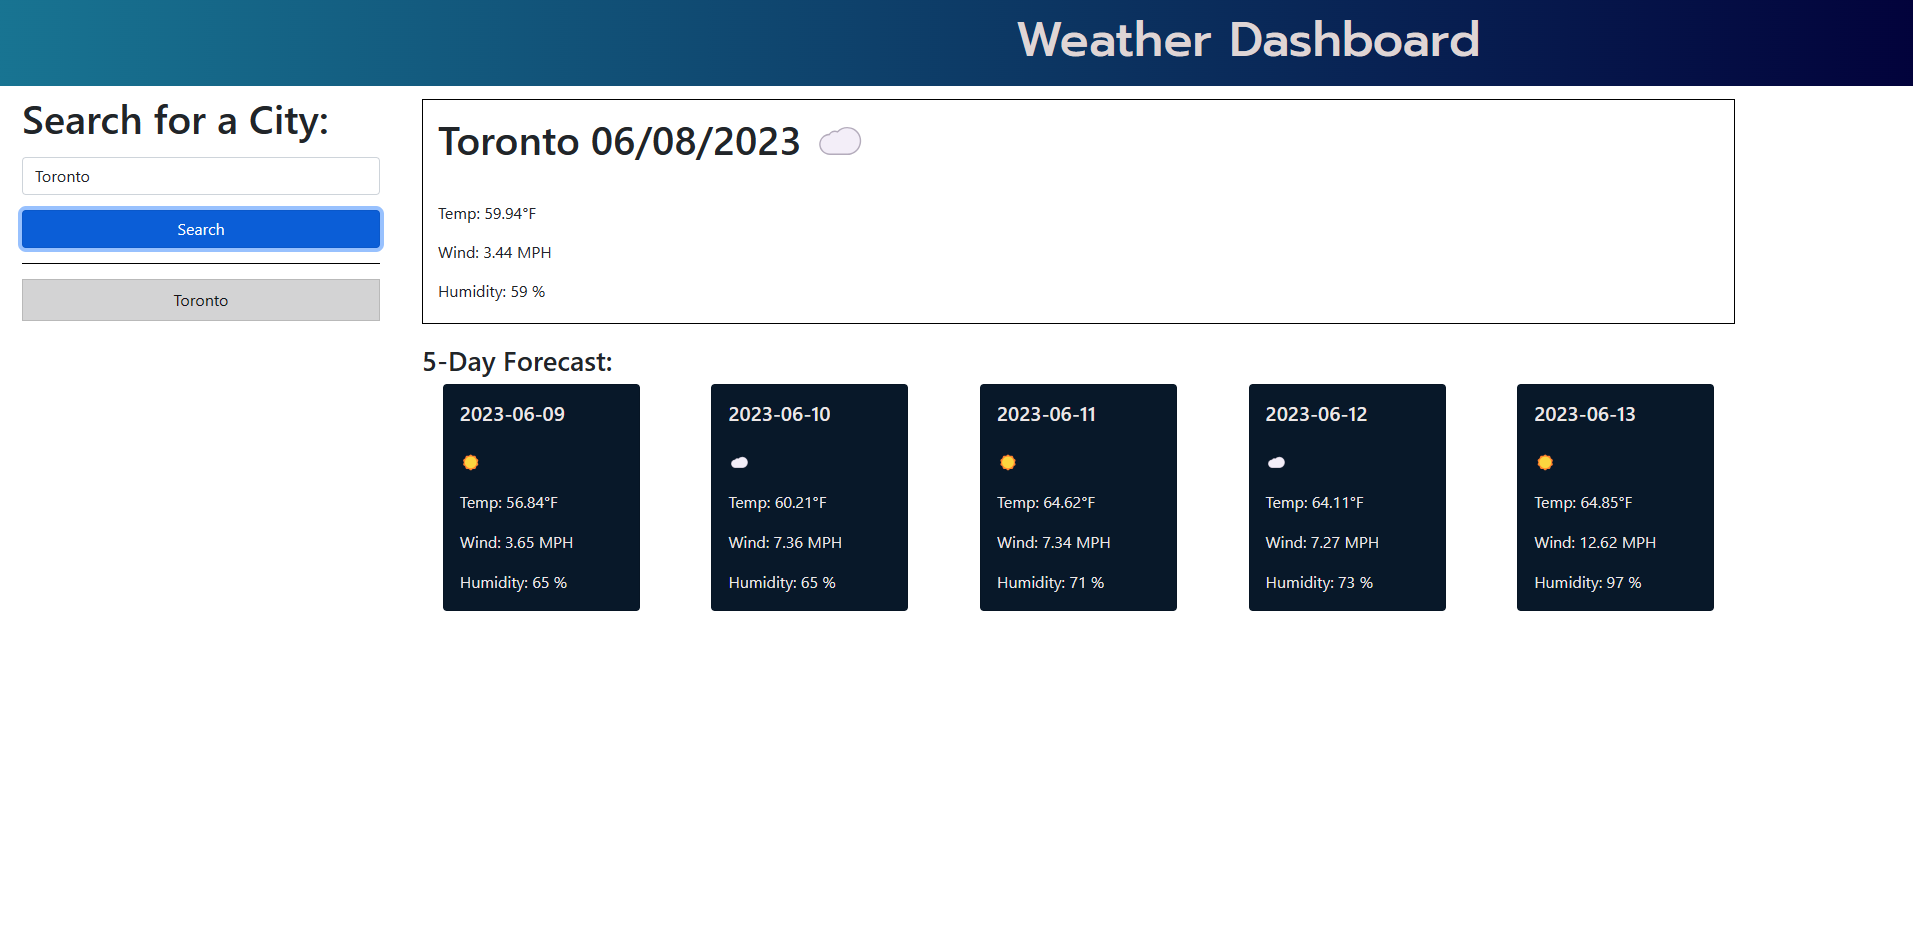 Weather Dashboard
Search for a City:
Toronto
Search
Toronto
Toronto 06/08/2023
Temp: 59.94°F
Wind: 3.44 MPH
Humidity: 59 %
5-Day Forecast:
2023-06-09
Temp: 56.84°F
Wind: 3.65 MPH
Humidity: 65 %
2023-06-10
Temp: 60.21°F
Wind: 7.36 MPH
Humidity: 65 %
2023-06-11
Temp: 64.62°F
Wind: 7.34 MPH
Humidity: 71 %
2023-06-12
Temp: 64.11°F
Wind: 7.27 MPH
Humidity: 73 %
2023-06-13
Temp: 64.85°F
Wind: 12.62 MPH
Humidity: 97 %